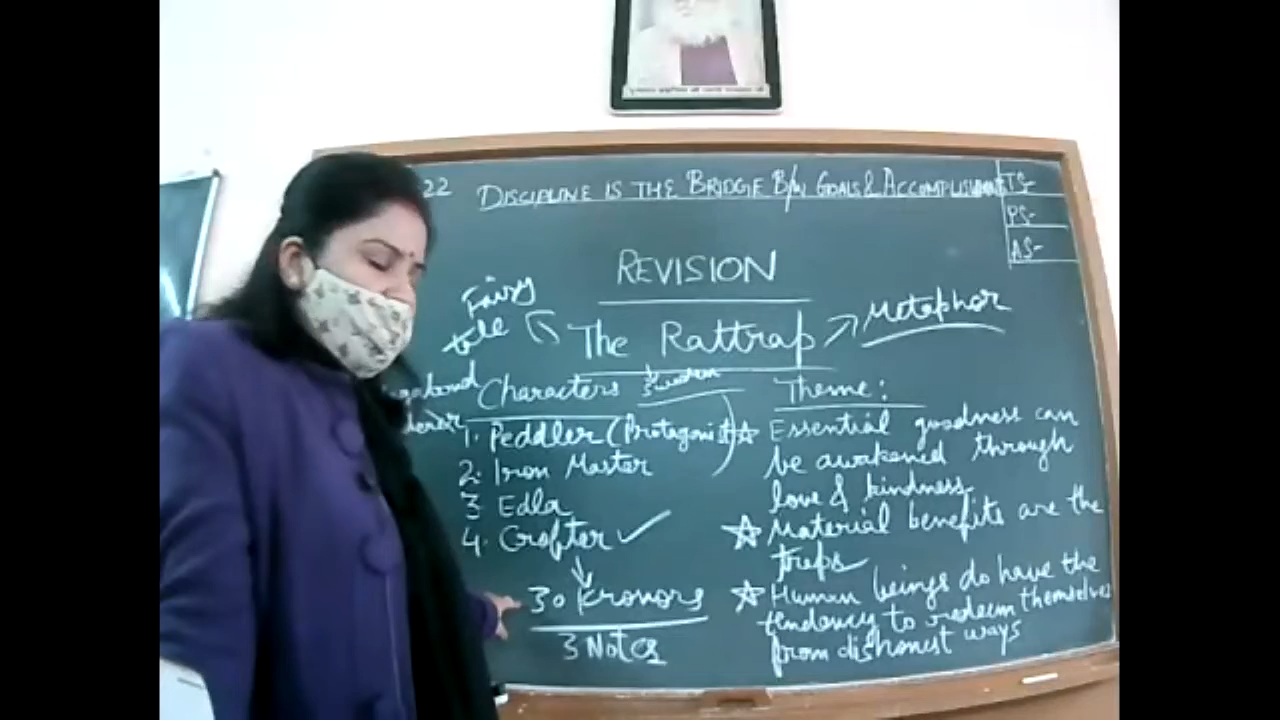 22 DISCIPLINE IS THE BRIDGE B/W GOALS & ACCOMPLISHMENTS
TS-
PS-
AS-
REVISION
Fairy
tale
The Rattrap
Metaphor
Sweden
Characters
1. Peddler (Protagonist)
2. Iron Master
3. Edla
4. Crofter ✓
30 Kronors
3 Notes
Theme:
☆ Essential goodness can
be awakened through
love & kindness
☆ Material benefits are the
traps
☆ Human beings do have the
tendency to redeem themselves
from dishonest ways